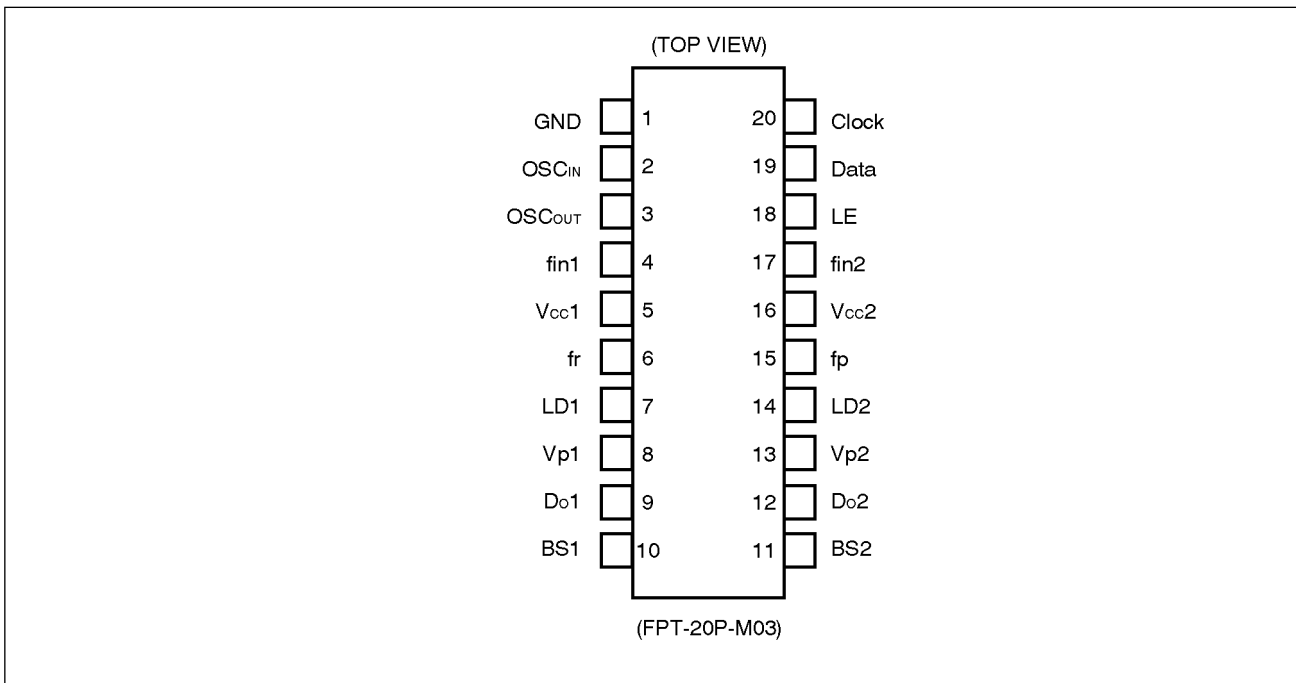 (TOP VIEW)
GND 1 20 Clock
OSCIN 2 19 Data
OSCOUT 3 18 LE
fin1 4 17 fin2
Vcc1 5 16 Vcc2
fr 6 15 fp
LD1 7 14 LD2
Vp1 8 13 Vp2
Do1 9 12 Do2
BS1 10 11 BS2
(FPT-20P-M03)